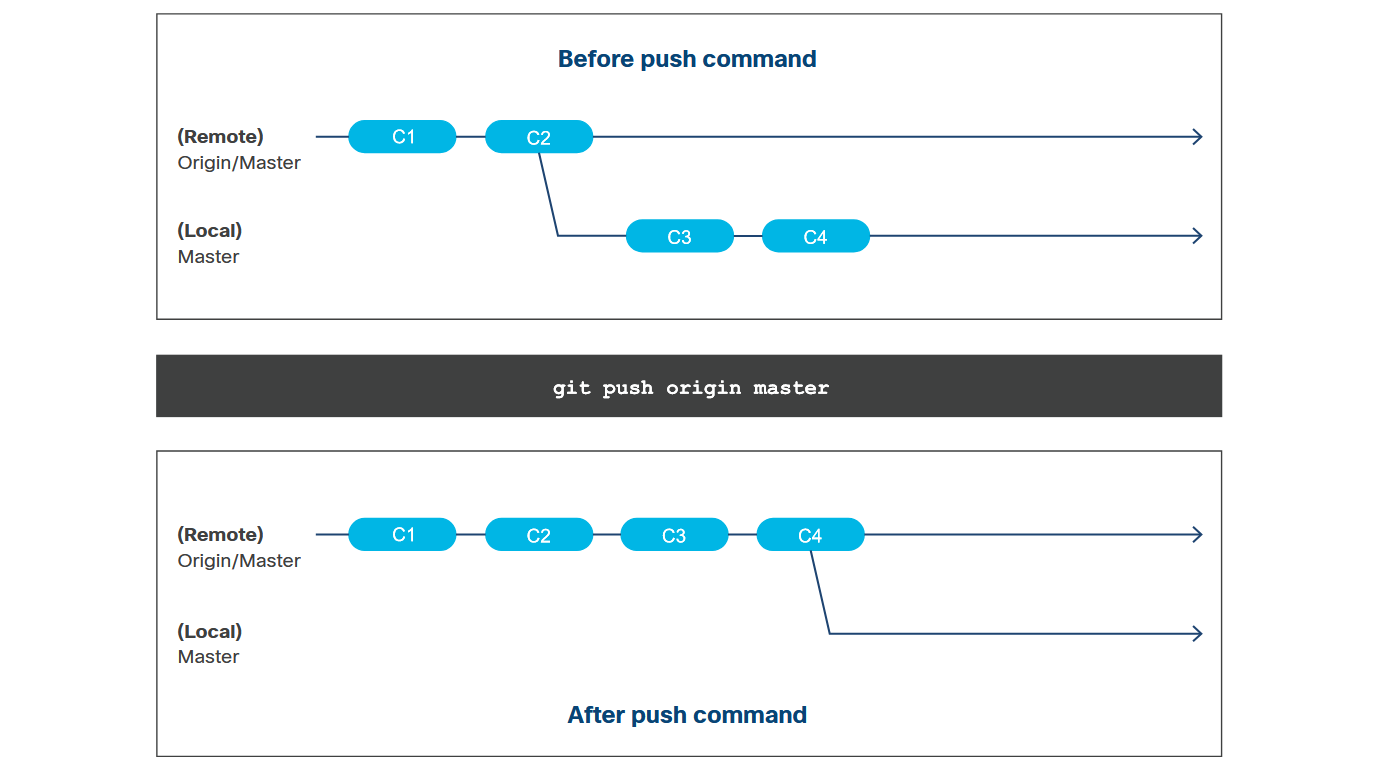 Before push command
(Remote)
Origin/Master
C1
C2
(Local)
Master
C3
C4
git push origin master
(Remote)
Origin/Master
C1
C2
C3
C4
(Local)
Master
After push command